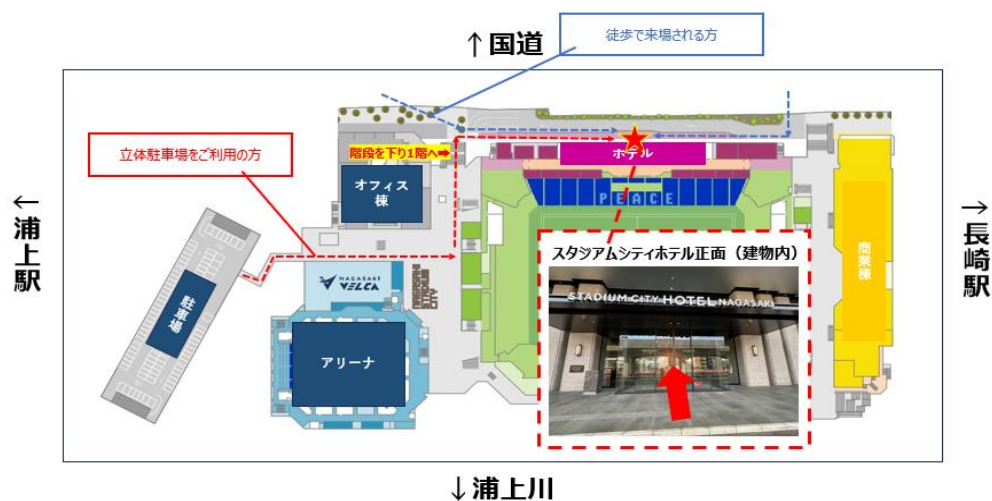 ↑国道
徒歩で来場される方
立体駐車場をご利用の方
階段を下り1階へ⇒
ホテル
オフィス
棟
PEACE
←浦上駅
→長崎駅
商業棟
駐車場
NAGASAKI
VELCA
アリーナ
スタジアムシティホテル正面（建物内）
STADIUM CITY HOTEL NAGASAKI
↓浦上川